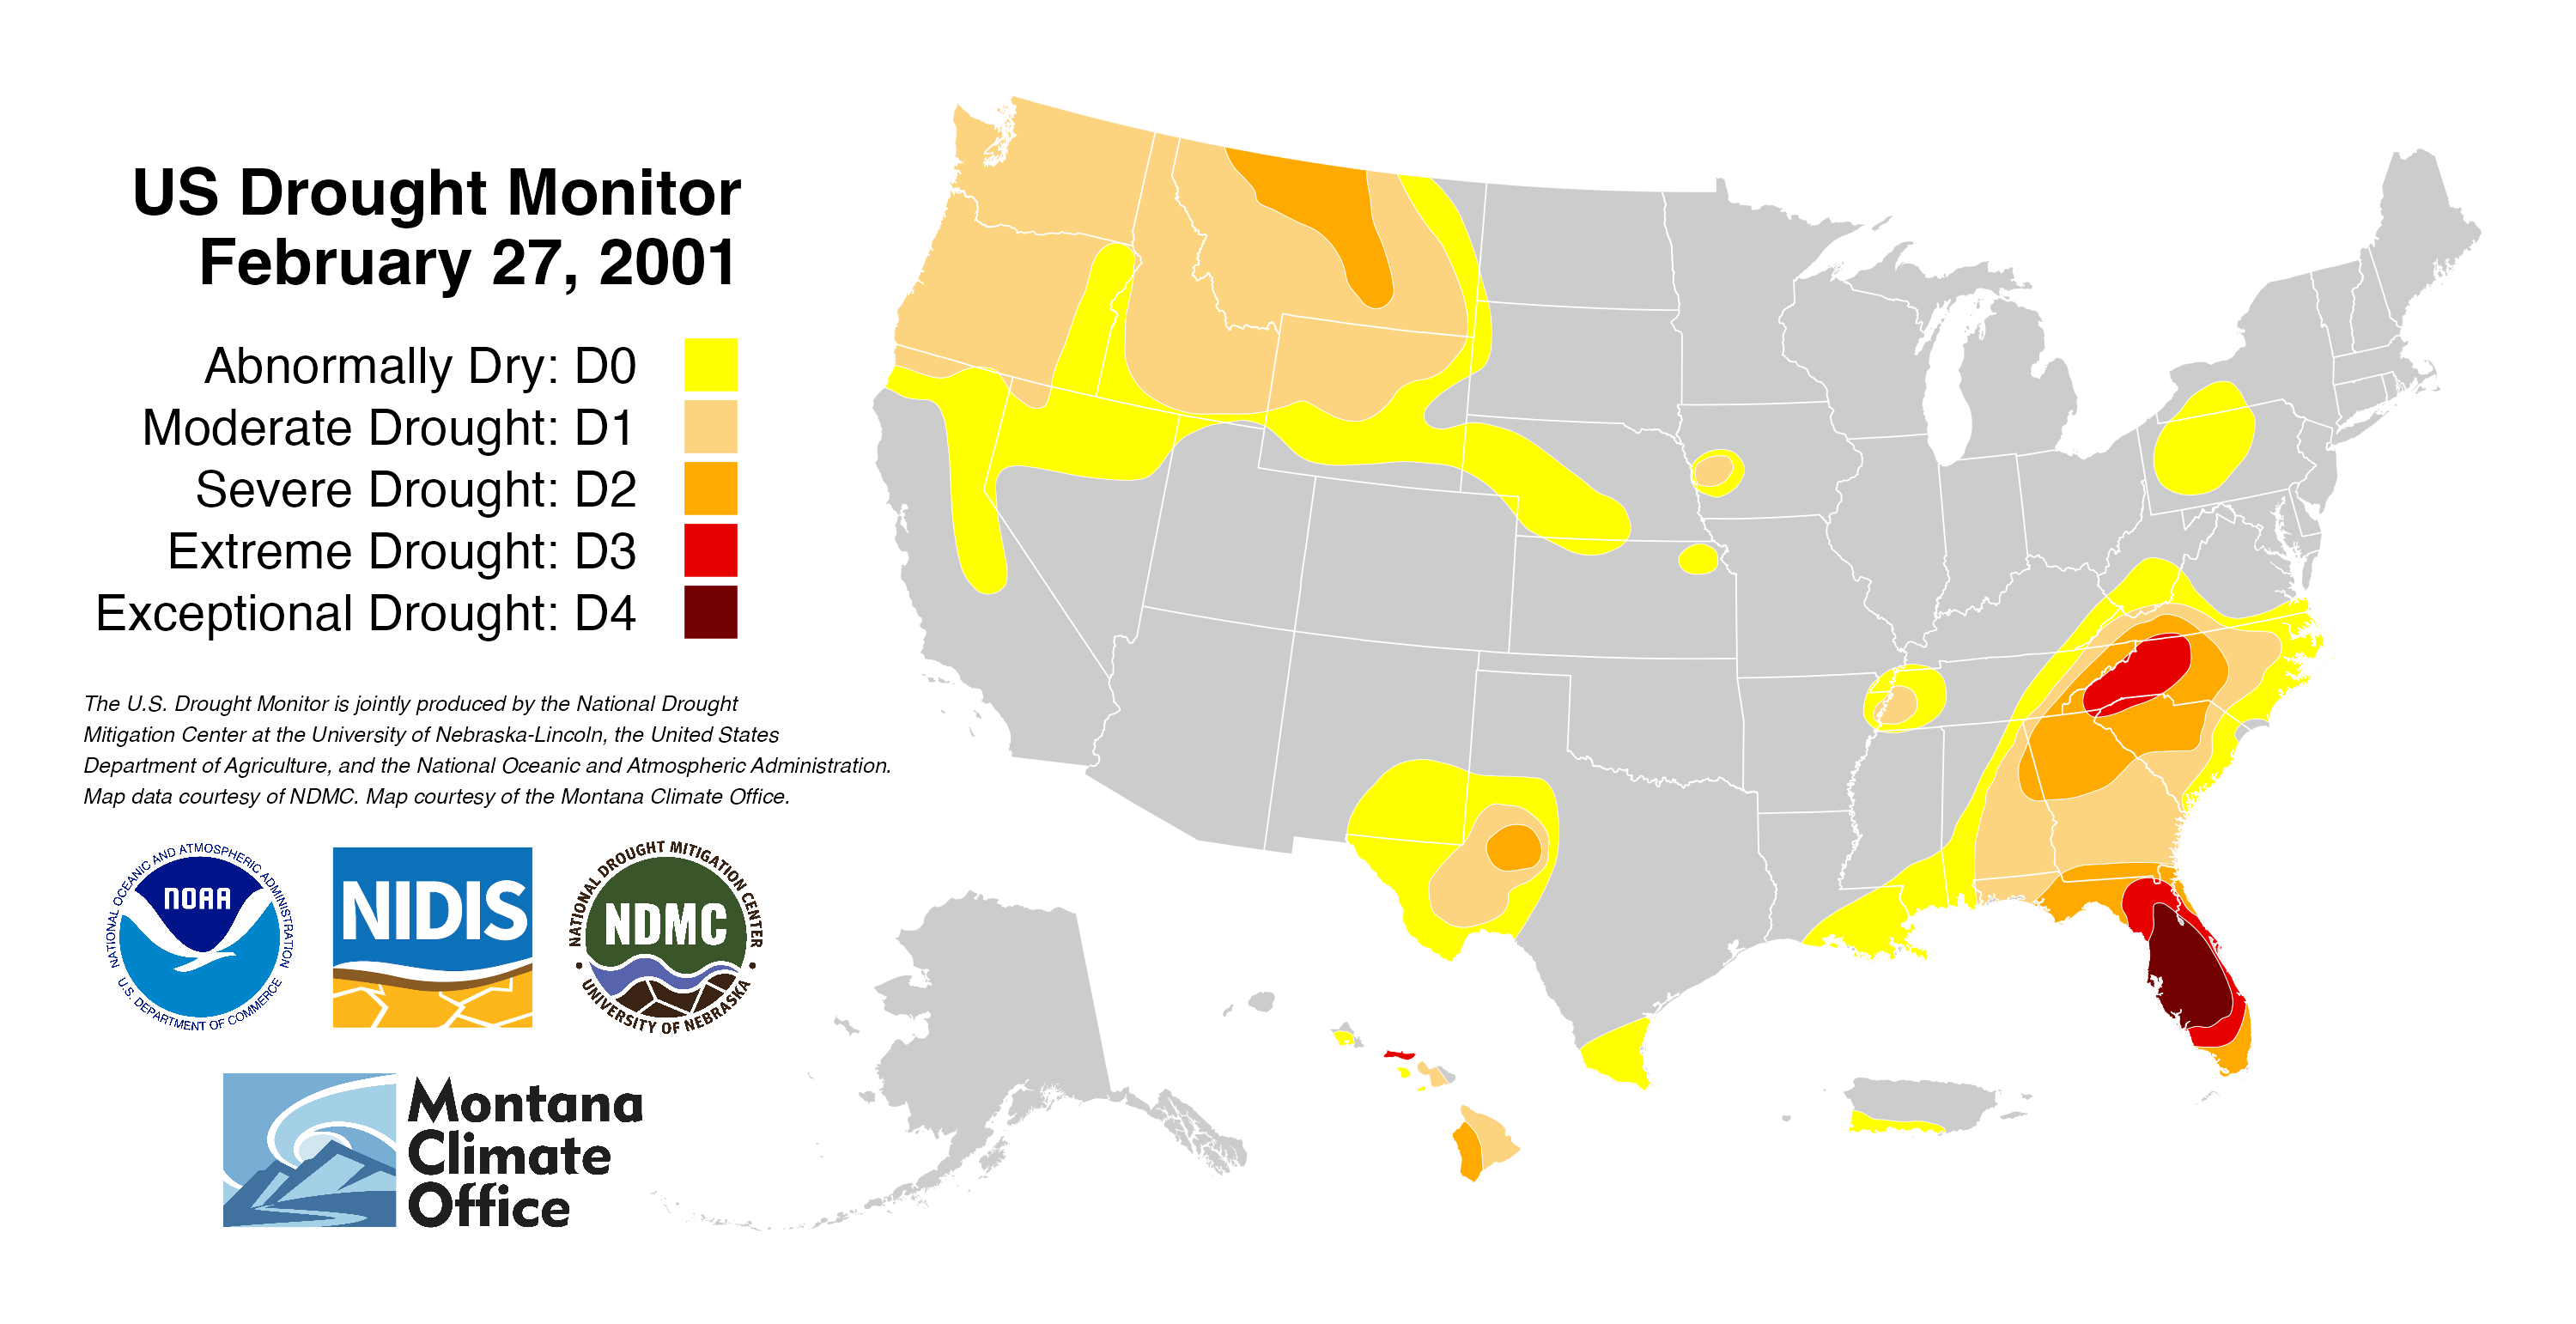 US Drought Monitor
February 27, 2001
Abnormally Dry: D0
Moderate Drought: D1
Severe Drought: D2
Extreme Drought: D3
Exceptional Drought: D4
The U.S. Drought Monitor is jointly produced by the National Drought
Mitigation Center at the University of Nebraska-Lincoln, the United States
Department of Agriculture, and the National Oceanic and Atmospheric Administration.
Map data courtesy of NDMC. Map courtesy of the Montana Climate Office.
NATIONAL OCEANIC AND ATMOSPHERIC ADMINISTRATION
NOAA
U.S. DEPARTMENT OF COMMERCE
NIDIS
NATIONAL DROUGHT MITIGATION CENTER
NDMC
UNIVERSITY OF NEBRASKA
Montana
Climate
Office